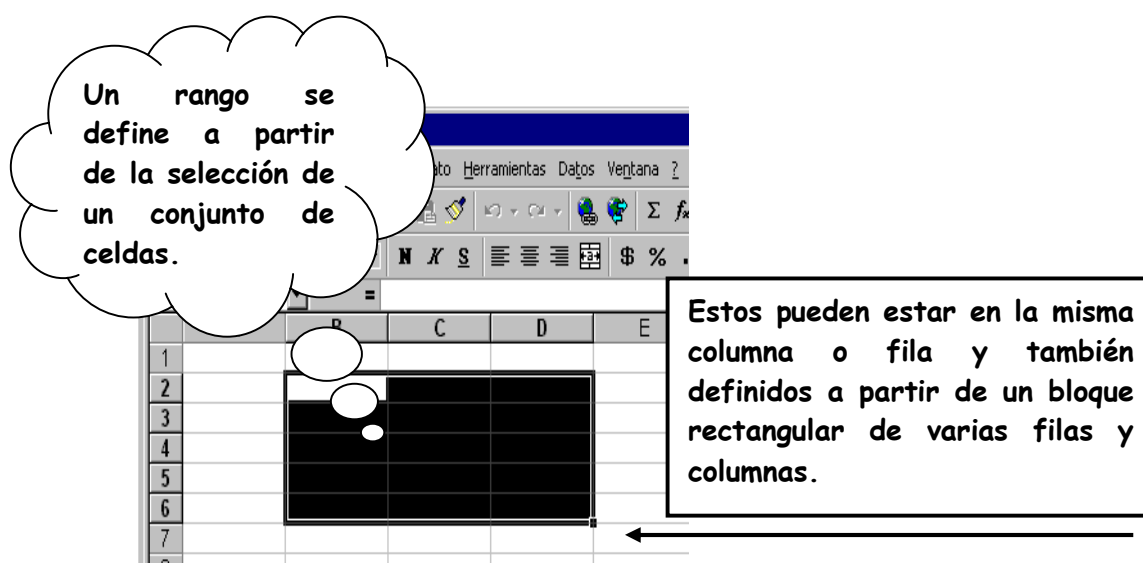 Un rango se
define a partir
de la selección de
un conjunto de
celdas.
ato Herramientas Datos Ventana ?
Σ
N K S $ %
=
B C D E
1
2
3
4
5
6
7
Estos pueden estar en la misma
columna o fila y también
definidos a partir de un bloque
rectangular de varias filas y
columnas.